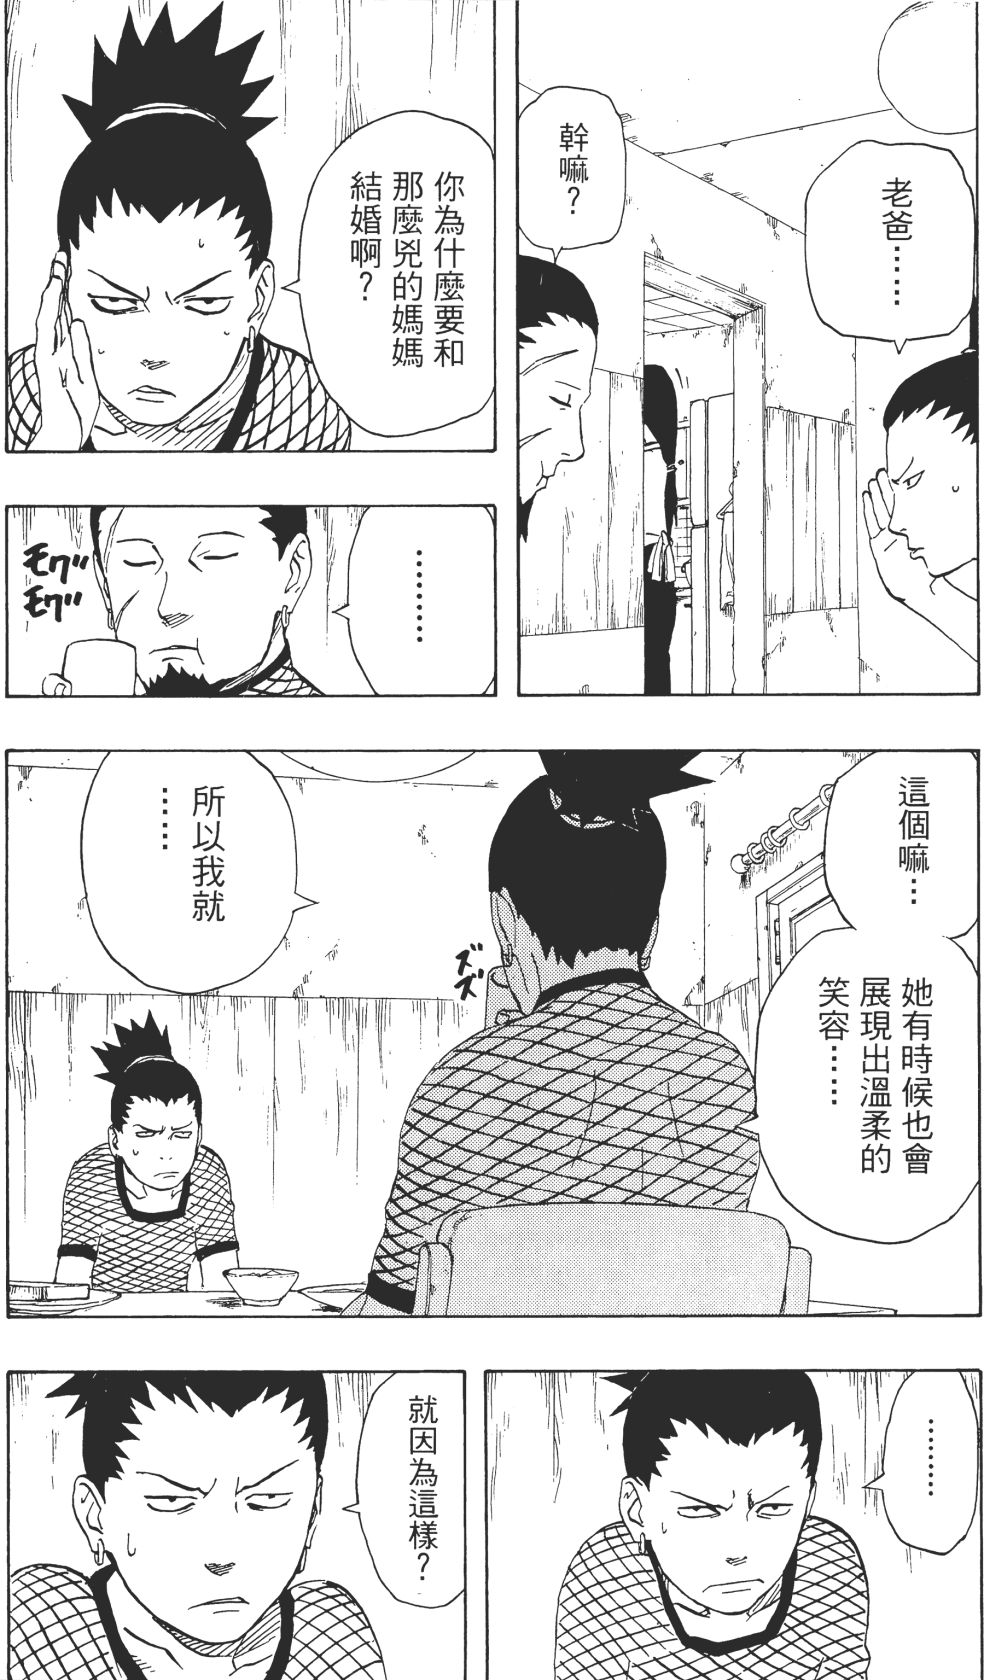 老爸……
幹嘛？
你為什麼要和
那麼兇的媽媽
結婚啊？
………
モグ
モグ
這個嘛…
她有時候也會
展現出溫柔的
笑容……
ズズ
所以我就
……
………
就因為這樣？